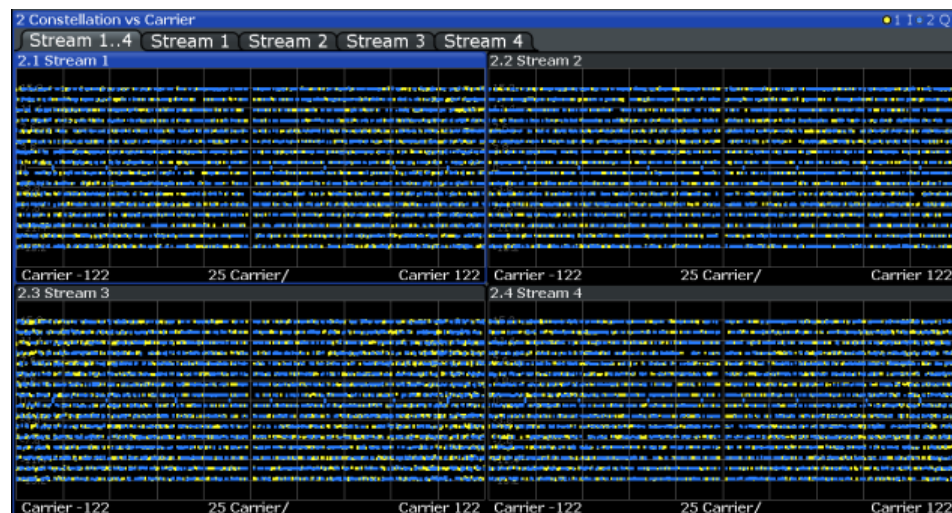 2 Constellation vs Carrier
1 I 2 Q
Stream 1..4 Stream 1 Stream 2 Stream 3 Stream 4
2.1 Stream 1
2.2 Stream 2
Carrier -122 25 Carrier/ Carrier 122
Carrier -122 25 Carrier/ Carrier 122
2.3 Stream 3
2.4 Stream 4
Carrier -122 25 Carrier/ Carrier 122
Carrier -122 25 Carrier/ Carrier 122